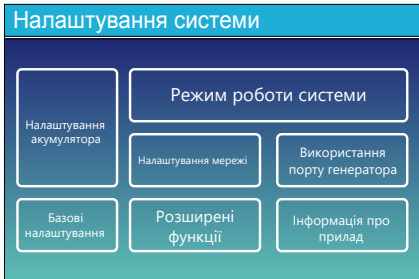 Налаштування системи
Режим роботи системи
Налаштування
акумулятора
Налаштування мережі
Використання
порту генератора
Базові
налаштування
Розширені
функції
Інформація про
прилад